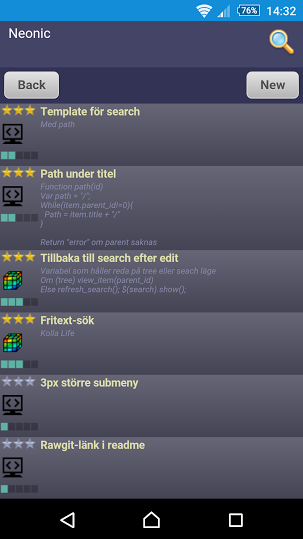 76% 14:32
Neonic
Back New
Template för search
Med path
Path under titel
Function path(id)
Var path = "/";
While(item.parent_id!=0){
Path = item.title + "/"
}
Return "error" om parent saknas
Tillbaka till search efter edit
Variabel som håller reda på tree eller seach läge
Om (tree) view_item(parent_id)
Else refresh_search(); $(search).show();
Fritext-sök
Kolla Life
3px större submeny
Rawgit-länk i readme